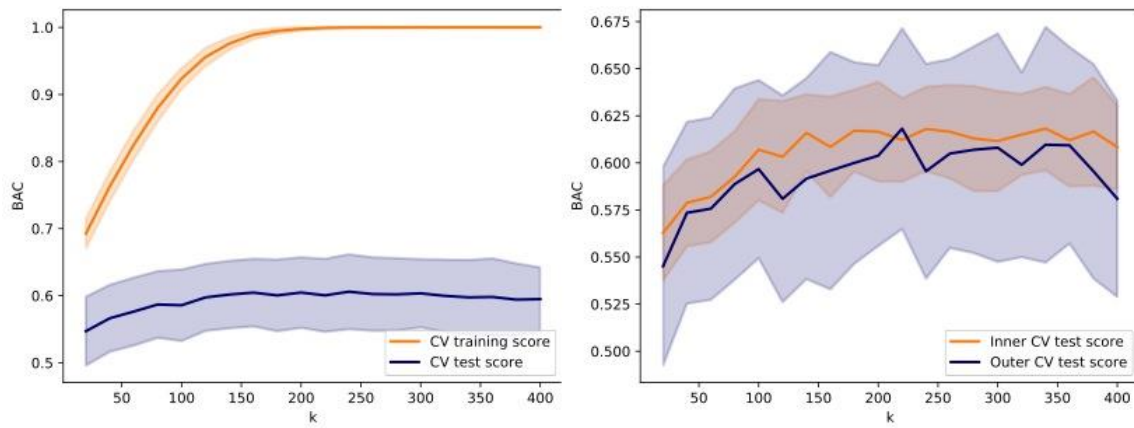 1.0
0.9
0.8
0.7
0.6
0.5
BAC
50 100 150 200 250 300 350 400
k
CV training score
CV test score
0.675
0.650
0.625
0.600
0.575
0.550
0.525
0.500
BAC
50 100 150 200 250 300 350 400
k
Inner CV test score
Outer CV test score